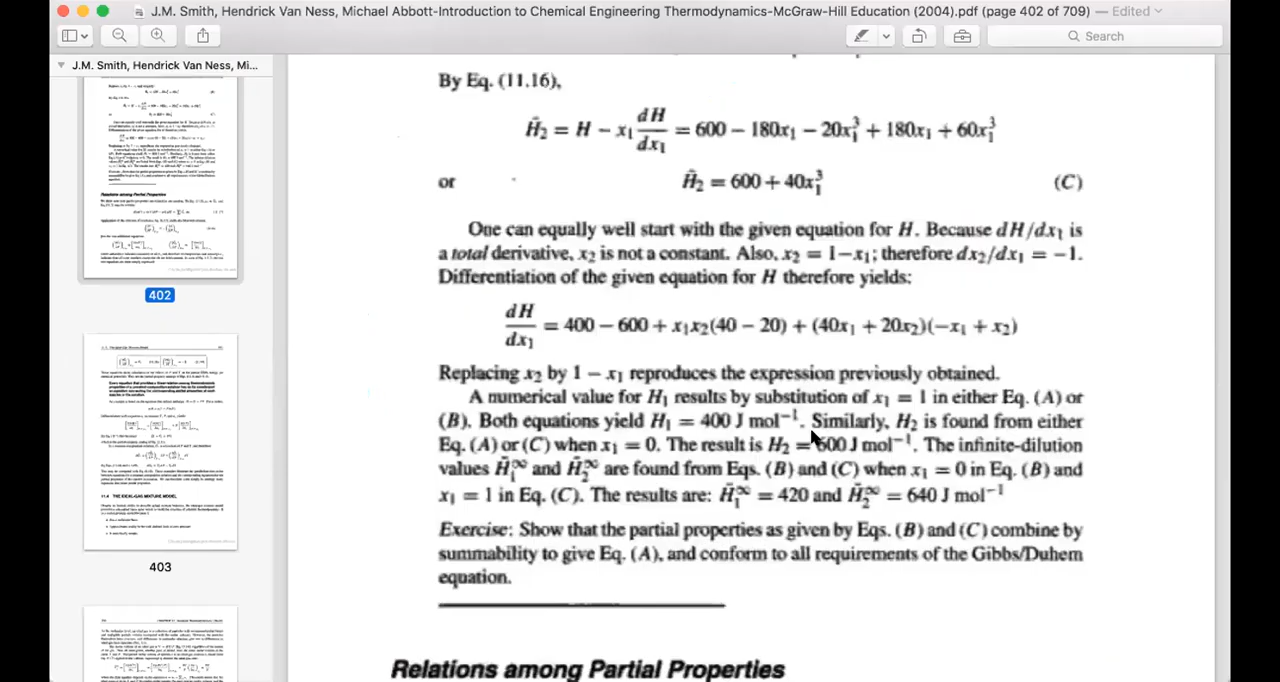 J.M. Smith, Hendrick Van Ness, Michael Abbott-Introduction to Chemical Engineering Thermodynamics-McGraw-Hill Education (2004).pdf (page 402 of 709) — Edited
Search
J.M. Smith, Hendrick Van Ness, Mi...
By Eq. (11.16),
H̄₂ = H − x₁ dH/dx₁ = 600 − 180x₁ − 20x₁³ + 180x₁ + 60x₁³
or H̄₂ = 600 + 40x₁³ (C)
One can equally well start with the given equation for H. Because dH/dx₁ is
a total derivative, x₂ is not a constant. Also, x₂ = 1−x₁; therefore dx₂/dx₁ = −1.
Differentiation of the given equation for H therefore yields:
dH/dx₁ = 400 − 600 + x₁x₂(40 − 20) + (40x₁ + 20x₂)(−x₁ + x₂)
Replacing x₂ by 1 − x₁ reproduces the expression previously obtained.
A numerical value for H₁ results by substitution of x₁ = 1 in either Eq. (A) or
(B). Both equations yield H₁ = 400 J mol⁻¹. Similarly, H₂ is found from either
Eq. (A) or (C) when x₁ = 0. The result is H₂ = 600 J mol⁻¹. The infinite-dilution
values H̄₁^∞ and H̄₂^∞ are found from Eqs. (B) and (C) when x₁ = 0 in Eq. (B) and
x₁ = 1 in Eq. (C). The results are: H̄₁^∞ = 420 and H̄₂^∞ = 640 J mol⁻¹
Exercise: Show that the partial properties as given by Eqs. (B) and (C) combine by
summability to give Eq. (A), and conform to all requirements of the Gibbs/Duhem
equation.
Relations among Partial Properties
402
403